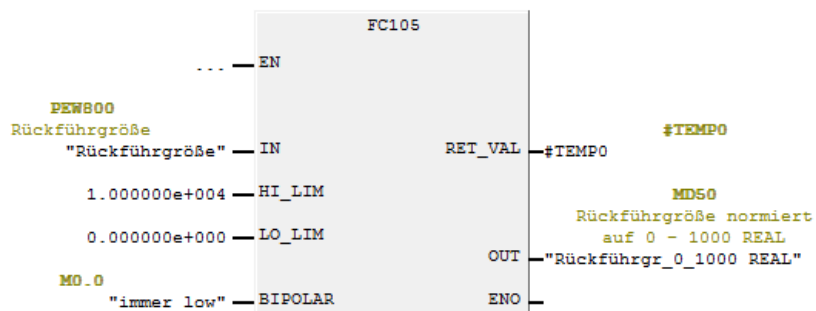 FC105
... EN
PEW800
Rückführgröße
"Rückführgröße" IN
RET_VAL
#TEMP0
#TEMP0
1.000000e+004 HI_LIM
0.000000e+000 LO_LIM
MD50
Rückführgröße normiert
auf 0 - 1000 REAL
OUT "Rückführgr_0_1000 REAL"
M0.0
"immer low" BIPOLAR
ENO